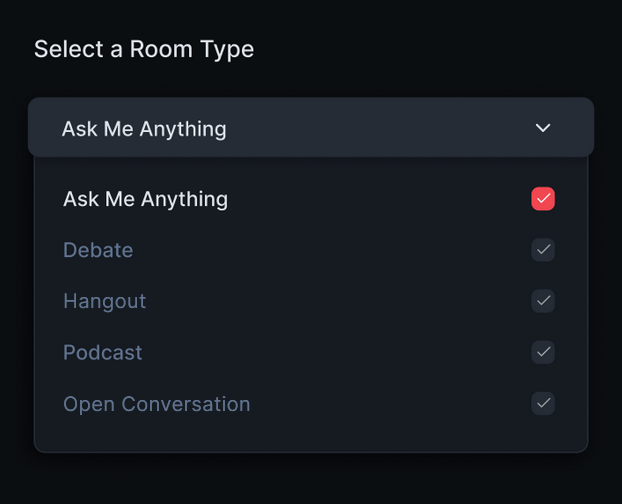 Select a Room Type
Ask Me Anything
Ask Me Anything
Debate
Hangout
Podcast
Open Conversation